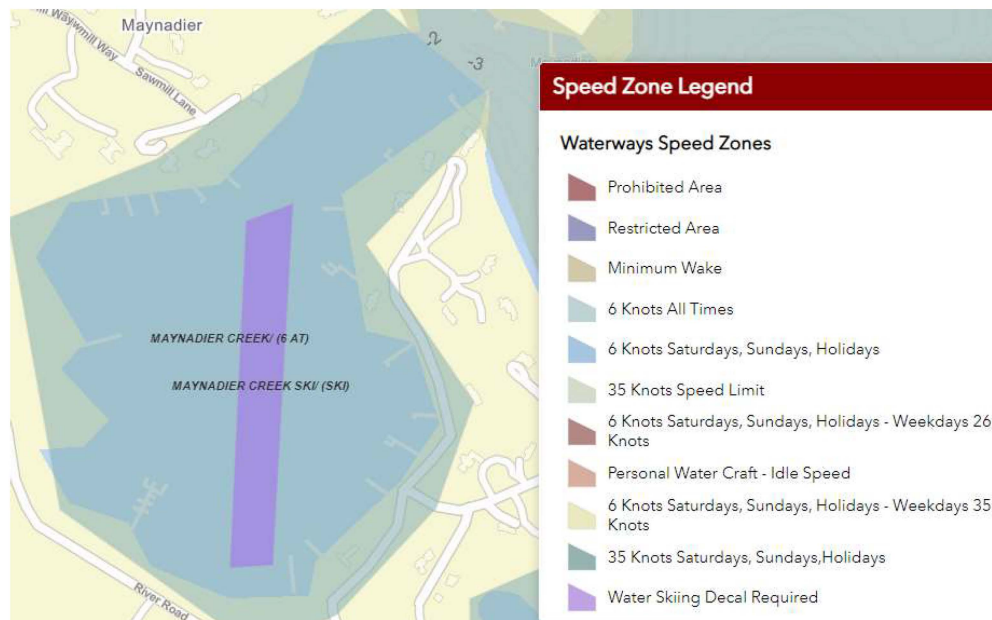 Maynadier
Sawmill Lane
-2
-3
Speed Zone Legend
Waterways Speed Zones
Prohibited Area
Restricted Area
Minimum Wake
6 Knots All Times
6 Knots Saturdays, Sundays, Holidays
35 Knots Speed Limit
6 Knots Saturdays, Sundays, Holidays - Weekdays 26
Knots
Personal Water Craft - Idle Speed
6 Knots Saturdays, Sundays, Holidays - Weekdays 35
Knots
35 Knots Saturdays, Sundays,Holidays
Water Skiing Decal Required
MAYNADIER CREEK/ (6 AT)
MAYNADIER CREEK SKI/ (SKI)
River Road